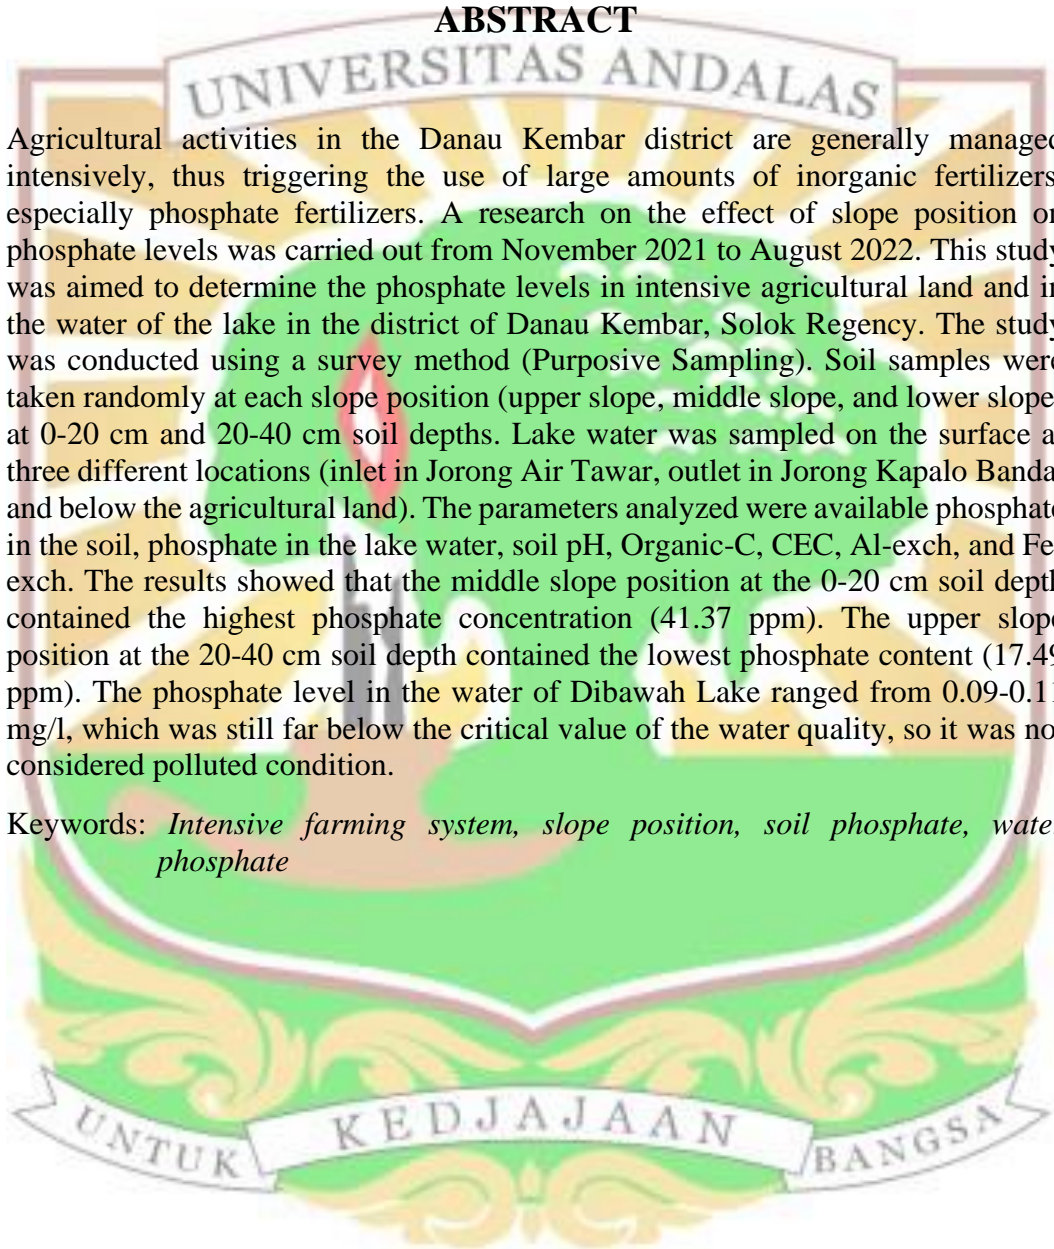 ABSTRACT
UNIVERSITAS ANDALAS
Agricultural activities in the Danau Kembar district are generally managed
intensively, thus triggering the use of large amounts of inorganic fertilizers
especially phosphate fertilizers. A research on the effect of slope position on
phosphate levels was carried out from November 2021 to August 2022. This study
was aimed to determine the phosphate levels in intensive agricultural land and in
the water of the lake in the district of Danau Kembar, Solok Regency. The study
was conducted using a survey method (Purposive Sampling). Soil samples were
taken randomly at each slope position (upper slope, middle slope, and lower slope
at 0-20 cm and 20-40 cm soil depths. Lake water was sampled on the surface a
three different locations (inlet in Jorong Air Tawar, outlet in Jorong Kapalo Banda
and below the agricultural land). The parameters analyzed were available phosphate
in the soil, phosphate in the lake water, soil pH, Organic-C, CEC, Al-exch, and Fe
exch. The results showed that the middle slope position at the 0-20 cm soil depth
contained the highest phosphate concentration (41.37 ppm). The upper slope
position at the 20-40 cm soil depth contained the lowest phosphate content (17.49
ppm). The phosphate level in the water of Dibawah Lake ranged from 0.09-0.11
mg/l, which was still far below the critical value of the water quality, so it was no
considered polluted condition.
Keywords: Intensive farming system, slope position, soil phosphate, water
phosphate
UNTUK KEDJAJAAN BANGSA